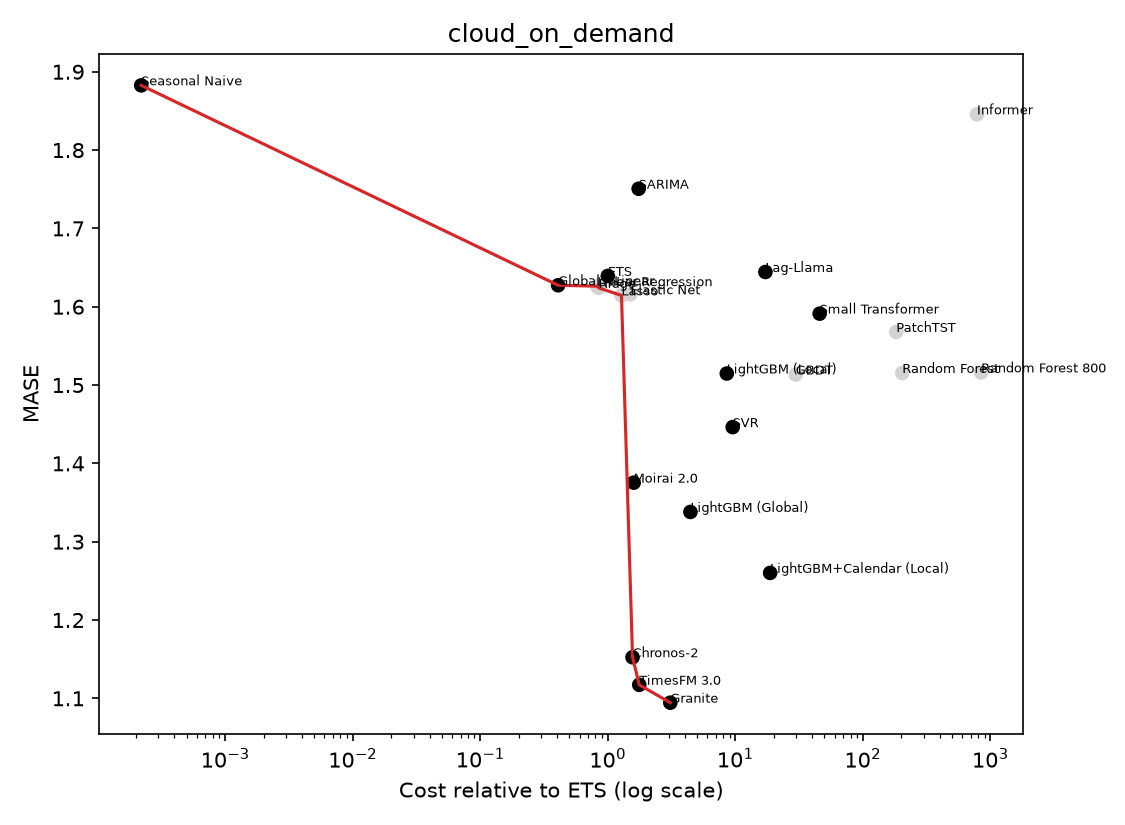 cloud_on_demand
1.9
1.8
1.7
1.6
1.5
1.4
1.3
1.2
1.1
MASE
Seasonal Naive
Informer
SARIMA
ETS
Lag-Llama
Global
Regression
Elastic Net
Lasso
Small Transformer
PatchTST
LightGBM (Local)
Random Forest
Random Forest 800
SVR
Moirai 2.0
LightGBM (Global)
LightGBM+Calendar (Local)
Chronos-2
TimesFM 3.0
Granite
10⁻³
10⁻²
10⁻¹
10⁰
10¹
10²
10³
Cost relative to ETS (log scale)